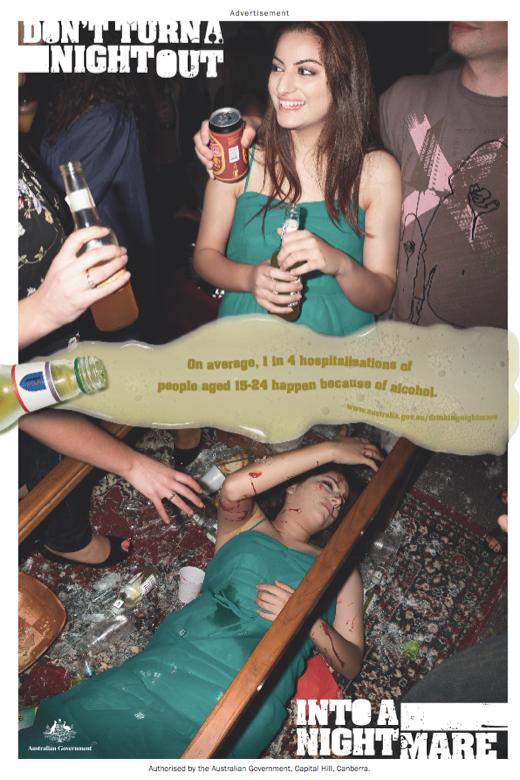 Advertisement
DON'T TURN A
NIGHT OUT
On average, 1 in 4 hospitalisations of
people aged 15-24 happen because of alcohol.
www.australia.gov.au/drinkingnightmare
INTO A
NIGHTMARE
Australian Government
Authorised by the Australian Government, Capital Hill, Canberra.